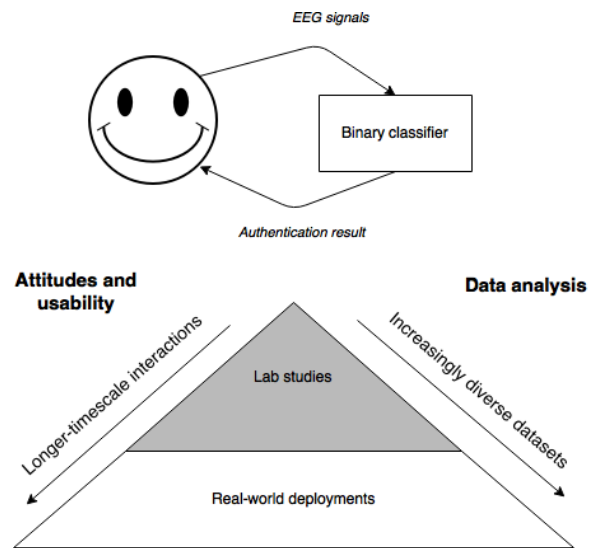 EEG signals
Binary classifier
Authentication result
Attitudes and
usability
Data analysis
Longer-timescale interactions
Increasingly diverse datasets
Lab studies
Real-world deployments